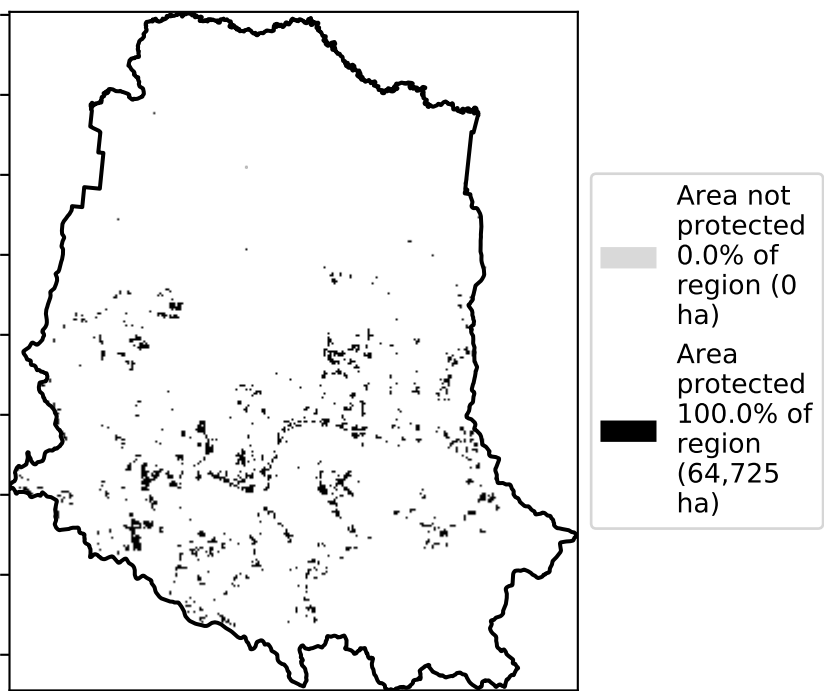 Area not
protected
0.0% of
region (0
ha)
Area
protected
100.0% of
region
(64,725
ha)